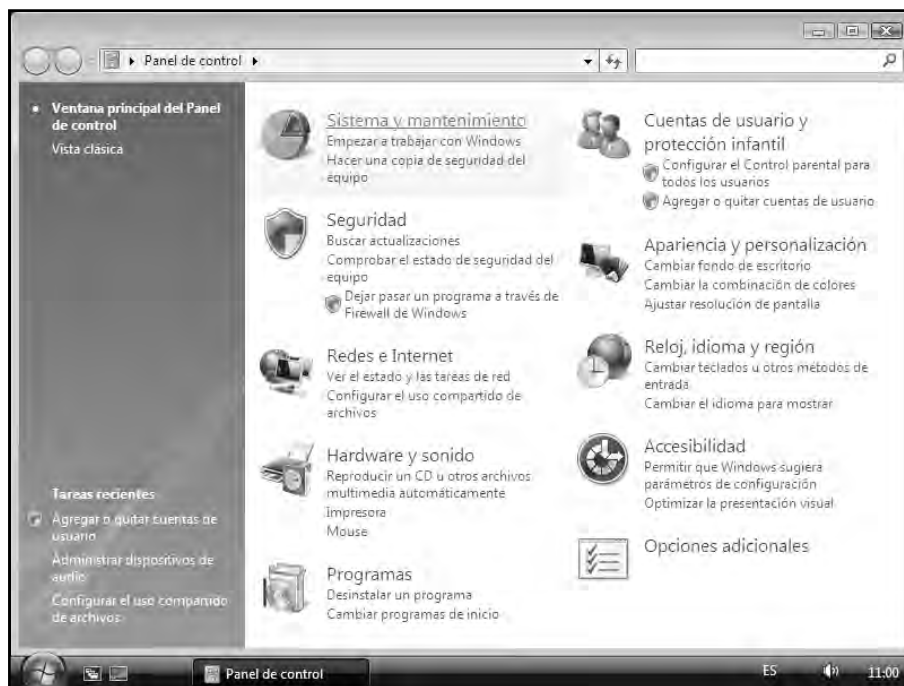 Panel de control
Ventana principal del Panel
de control
Vista clásica
Tareas recientes
Agregar o quitar cuentas de
usuario
Administrar dispositivos de
audio
Configurar el uso compartido
de archivos
Sistema y mantenimiento
Empezar a trabajar con Windows
Hacer una copia de seguridad del
equipo
Seguridad
Buscar actualizaciones
Comprobar el estado de seguridad del
equipo
Dejar pasar un programa a través de
Firewall de Windows
Redes e Internet
Ver el estado y las tareas de red
Configurar el uso compartido de
archivos
Hardware y sonido
Reproducir un CD u otros archivos
multimedia automáticamente
Impresora
Mouse
Programas
Desinstalar un programa
Cambiar programas de inicio
Cuentas de usuario y
protección infantil
Configurar el Control parental para
todos los usuarios
Agregar o quitar cuentas de usuario
Apariencia y personalización
Cambiar fondo de escritorio
Cambiar la combinación de colores
Ajustar resolución de pantalla
Reloj, idioma y región
Cambiar teclados u otros métodos de
entrada
Cambiar el idioma para mostrar
Accesibilidad
Permitir que Windows sugiera
parámetros de configuración
Optimizar la presentación visual
Opciones adicionales
Panel de control
ES
11:00